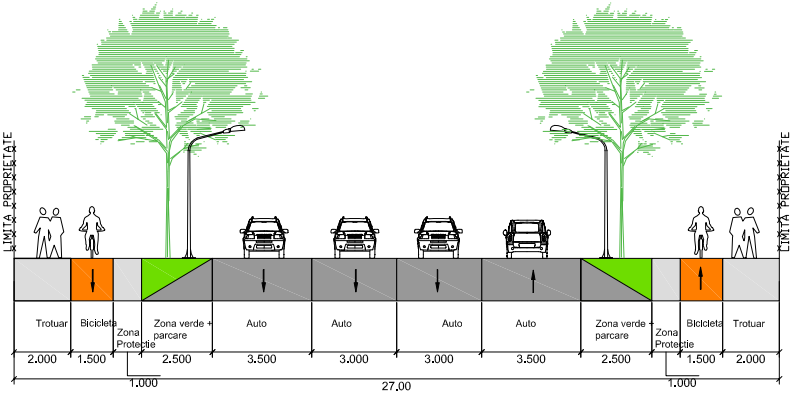 LIMITA PROPRIETATE
LIMITA PROPRIETATE
Trotuar
Bicicleta
Zona
Protectie
Zona verde +
parcare
Auto
Auto
Auto
Auto
Zona verde +
parcare
Zona
Protectie
Bicicleta
Trotuar
2.000
1.500
2.500
3.500
3.000
3.000
3.500
2.500
1.500
2.000
1.000
27.00
1.000